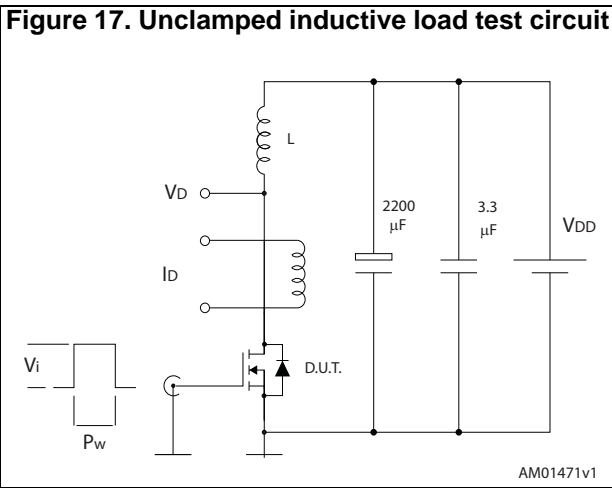 Figure 17. Unclamped inductive load test circuit
L
VD
2200
μF
3.3
μF
VDD
ID
Vi
D.U.T.
Pw
AM01471v1